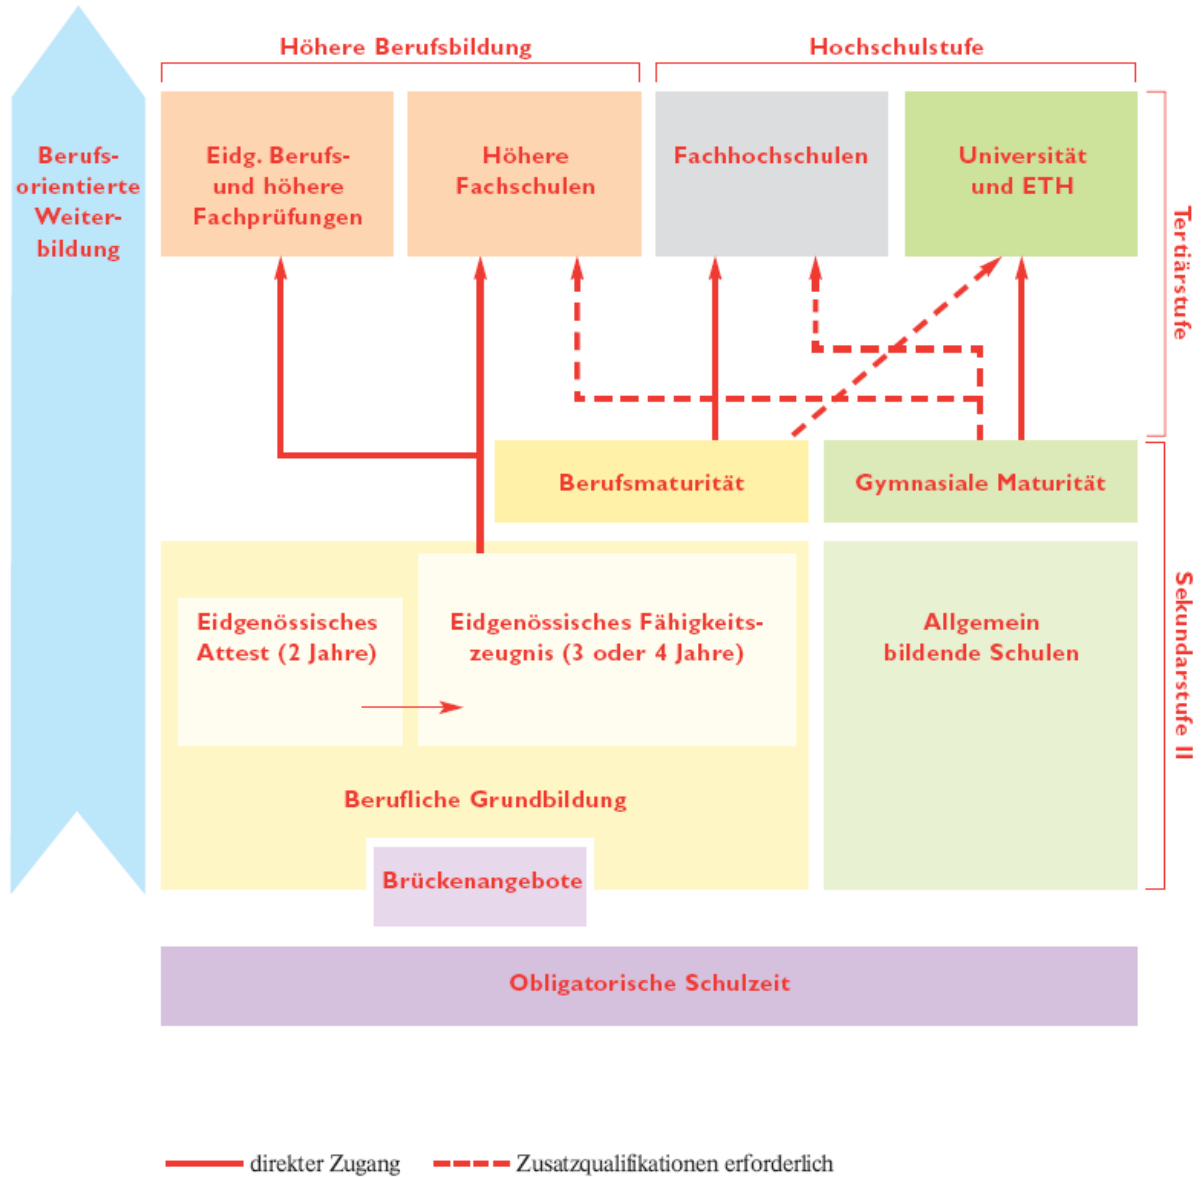 Höhere Berufsbildung
Hochschulstufe
Berufs-
orientierte
Weiter-
bildung
Eidg. Berufs-
und höhere
Fachprüfungen
Höhere
Fachschulen
Fachhochschulen
Universität
und ETH
Tertiärstufe
Berufsmaturität
Gymnasiale Maturität
Eidgenössisches
Attest (2 Jahre)
Eidgenössisches Fähigkeits-
zeugnis (3 oder 4 Jahre)
Allgemein
bildende Schulen
Sekundarstufe II
Berufliche Grundbildung
Brückenangebote
Obligatorische Schulzeit
direkter Zugang
Zusatzqualifikationen erforderlich